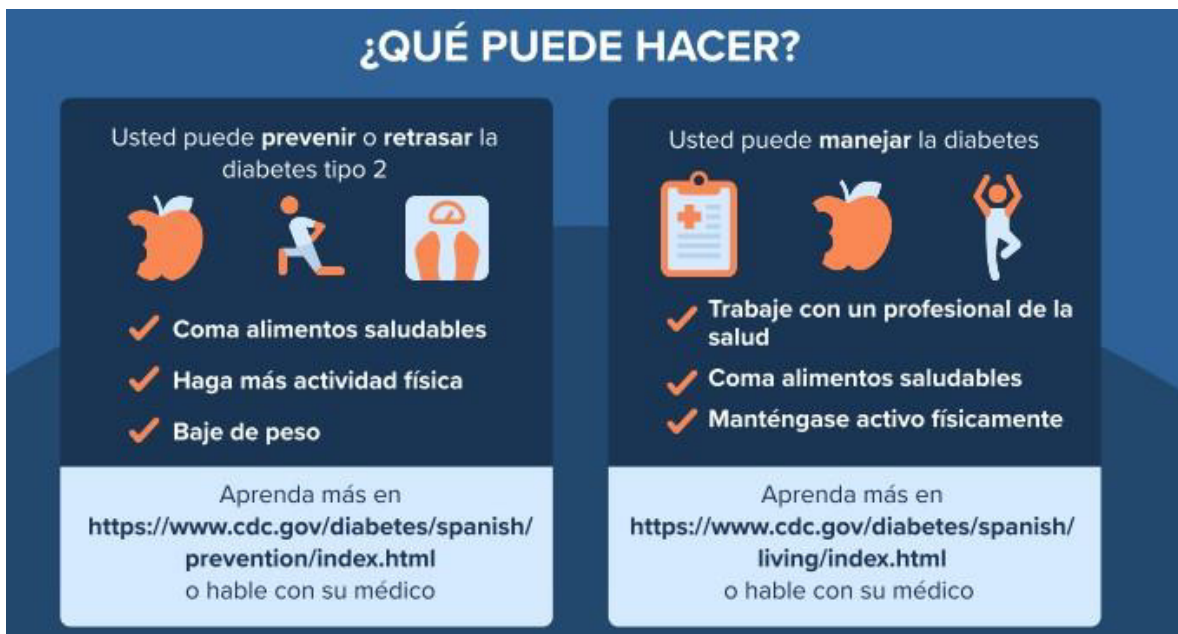 ¿QUÉ PUEDE HACER?
Usted puede prevenir o retrasar la
diabetes tipo 2
Coma alimentos saludables
Haga más actividad física
Baje de peso
Aprenda más en
https://www.cdc.gov/diabetes/spanish/
prevention/index.html
o hable con su médico
Usted puede manejar la diabetes
Trabaje con un profesional de la
salud
Coma alimentos saludables
Manténgase activo físicamente
Aprenda más en
https://www.cdc.gov/diabetes/spanish/
living/index.html
o hable con su médico